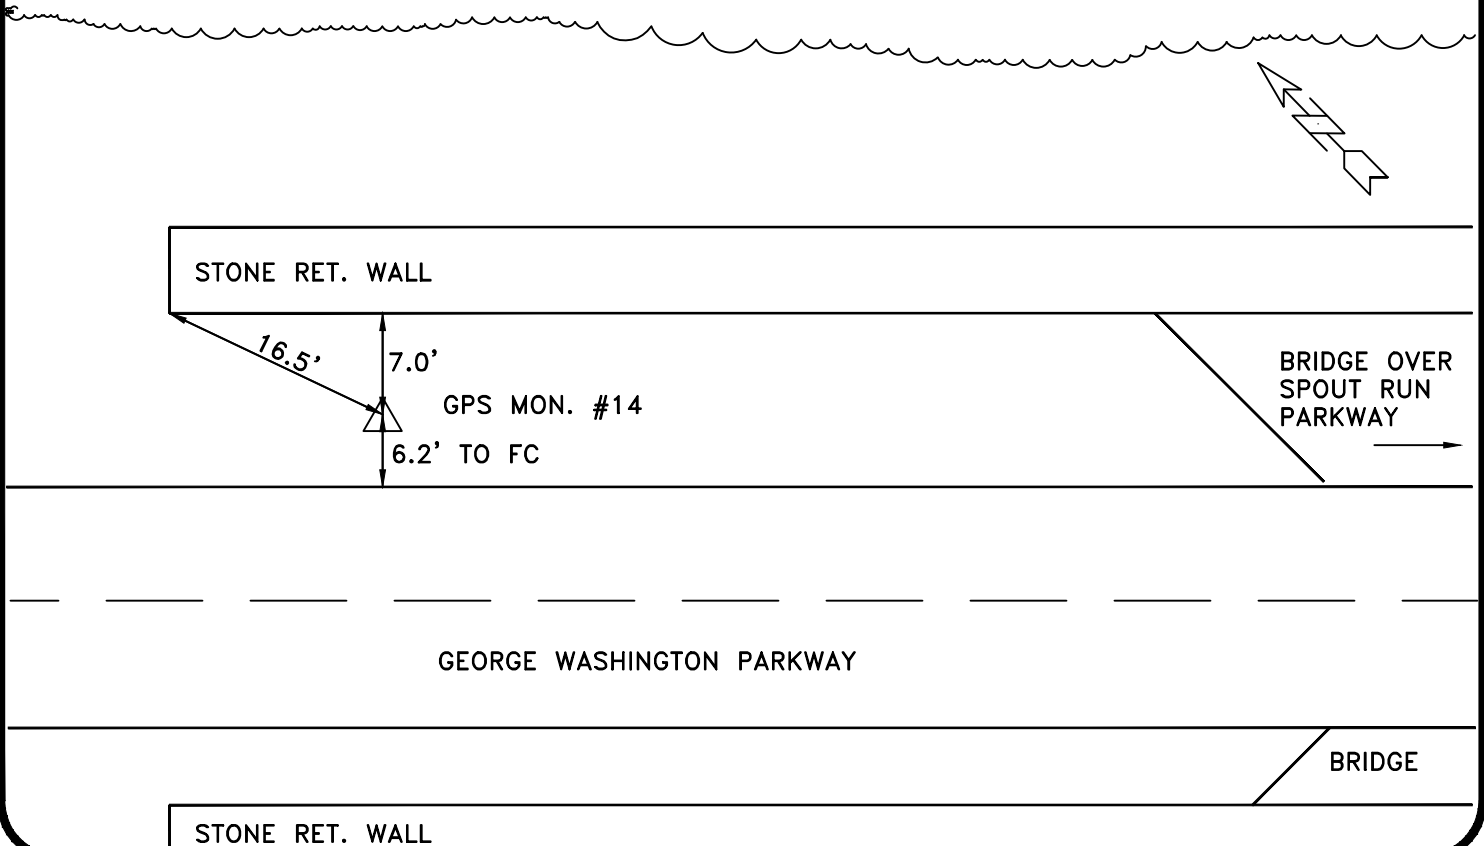 STONE RET. WALL
16.5'
7.0'
GPS MON. #14
6.2' TO FC
BRIDGE OVER
SPOUT RUN
PARKWAY
GEORGE WASHINGTON PARKWAY
BRIDGE
STONE RET. WALL